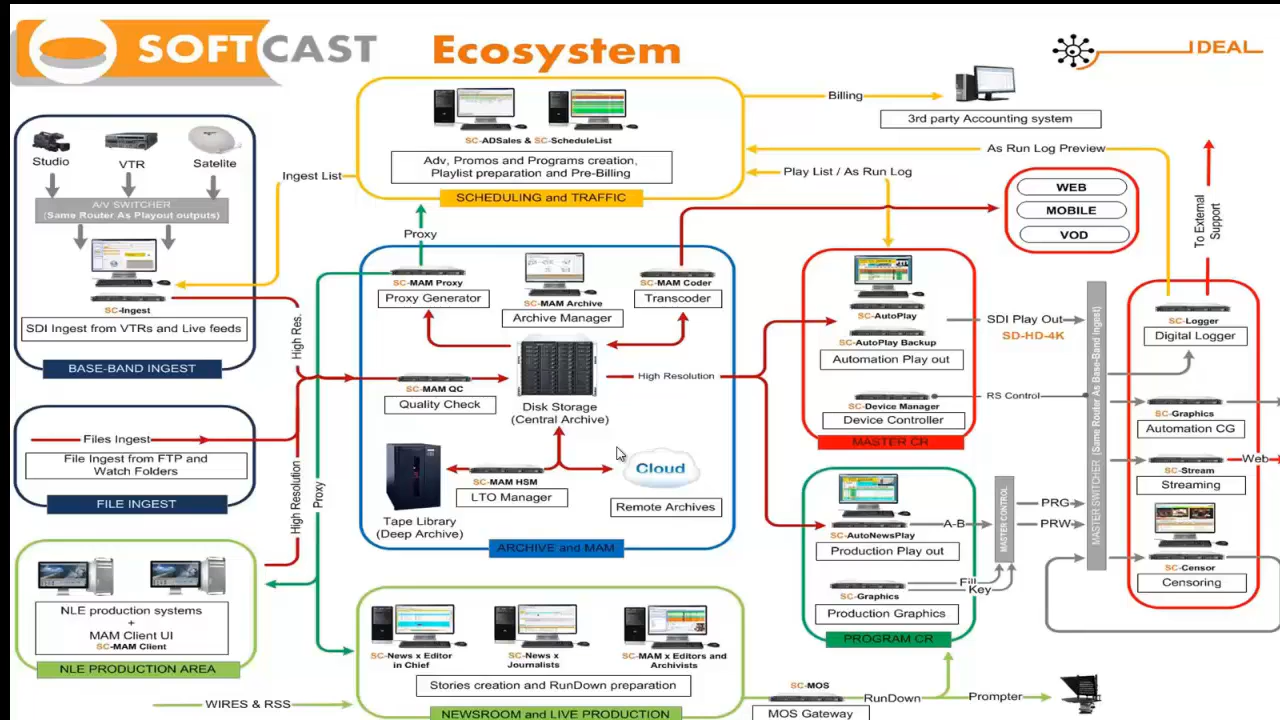 SOFTCAST
Ecosystem
IDEAL
Studio
VTR
Satelite
A/V SWITCHER
(Same Router As Playout outputs)
SC-Ingest
SDI Ingest from VTRs and Live feeds
BASE-BAND INGEST
Files Ingest
File Ingest from FTP and
Watch Folders
FILE INGEST
NLE production systems
+
MAM Client UI
SC-MAM Client
NLE PRODUCTION AREA
WIRES & RSS
Ingest List
High Res.
High Resolution
Proxy
SC-ADSales & SC-ScheduleList
Adv, Promos and Programs creation,
Playlist preparation and Pre-Billing
SCHEDULING and TRAFFIC
Proxy
SC-MAM Proxy
Proxy Generator
SC-MAM Archive
Archive Manager
SC-MAM Coder
Transcoder
SC-MAM QC
Quality Check
Disk Storage
(Central Archive)
High Resolution
SC-MAM HSM
LTO Manager
Cloud
Remote Archives
Tape Library
(Deep Archive)
ARCHIVE and MAM
SC-News x Editor
in Chief
SC-News x
Journalists
SC-MAM x Editors and
Archivists
Stories creation and RunDown preparation
NEWSROOM and LIVE PRODUCTION
SC-MOS
MOS Gateway
RunDown
Prompter
Billing
3rd party Accounting system
As Run Log Preview
Play List / As Run Log
WEB
MOBILE
VOD
To External
Support
SC-AutoPlay
SC-AutoPlay Backup
Automation Play out
SC-Device Manager
Device Controller
MASTER CR
SDI Play Out
SD-HD-4K
RS Control
SC-AutoNewsPlay
Production Play out
SC-Graphics
Production Graphics
PROGRAM CR
A-B
Fill
Key
MASTER CONTROL
PRG
PRW
MASTER SWITCHER (Same Router As Base-Band Ingest)
SC-Logger
Digital Logger
SC-Graphics
Automation CG
SC-Stream
Streaming
Web
SC-Censor
Censoring